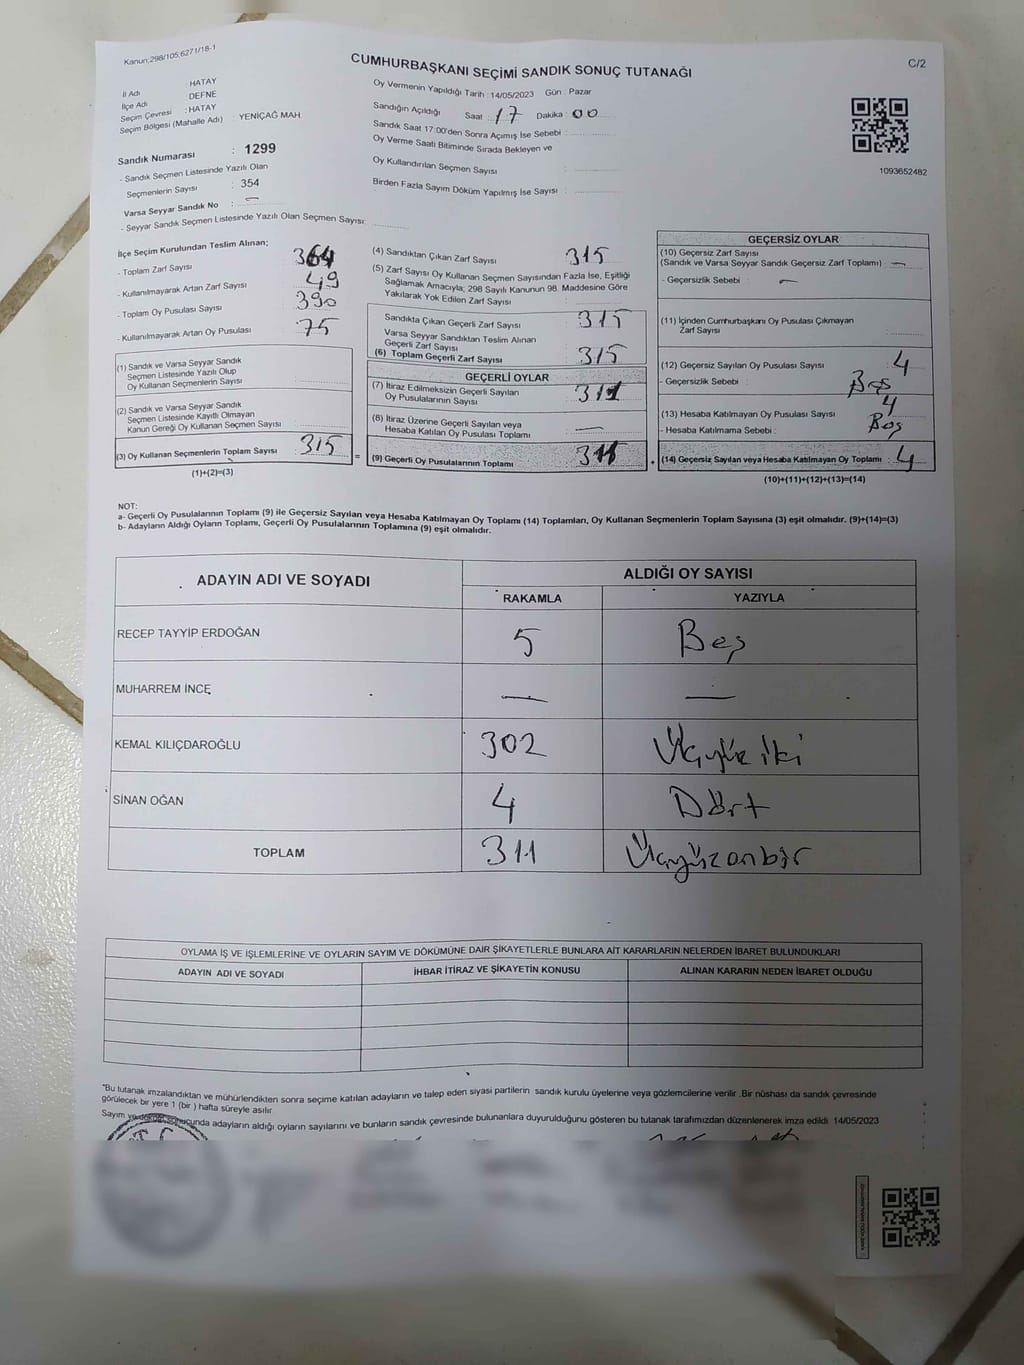 Kanun;298/105;6271/18-1
CUMHURBAŞKANI SEÇİMİ SANDIK SONUÇ TUTANAĞI
C/2
İl Adı : HATAY
İlçe Adı : DEFNE
Seçim Çevresi : HATAY
Seçim Bölgesi (Mahalle Adı) : YENİÇAĞ MAH.
Sandık Numarası : 1299
- Sandık Seçmen Listesinde Yazılı Olan
Seçmenlerin Sayısı : 354
Varsa Seyyar Sandık No : —
- Seyyar Sandık Seçmen Listesinde Yazılı Olan Seçmen Sayısı:
Oy Vermenin Yapıldığı Tarih : 14/05/2023 Gün : Pazar
Sandığın Açıldığı Saat : 17 Dakika : 00
Sandık Saat 17:00'den Sonra Açımış İse Sebebi :
Oy Verme Saati Bitiminde Sırada Bekleyen ve
Oy Kullandırılan Seçmen Sayısı :
Birden Fazla Sayım Döküm Yapılmış İse Sayısı :
1093652482
İlçe Seçim Kurulundan Teslim Alınan;
- Toplam Zarf Sayısı : 364
- Kullanılmayarak Artan Zarf Sayısı : 49
- Toplam Oy Pusulası Sayısı : 390
- Kullanılmayarak Artan Oy Pusulası : 75
(1) Sandık ve Varsa Seyyar Sandık
Seçmen Listesinde Yazılı Olup
Oy Kullanan Seçmenlerin Sayısı :
(2) Sandık ve Varsa Seyyar Sandık
Seçmen Listesinde Kayıtlı Olmayan
Kanun Gereği Oy Kullanan Seçmen Sayısı :
(3) Oy Kullanan Seçmenlerin Toplam Sayısı : 315 =
(1)+(2)=(3)
(4) Sandıktan Çıkan Zarf Sayısı : 315
(5) Zarf Sayısı Oy Kullanan Seçmen Sayısından Fazla İse, Eşitliği
Sağlamak Amacıyla; 298 Sayılı Kanunun 98. Maddesine Göre
Yakılarak Yok Edilen Zarf Sayısı :
Sandıkta Çıkan Geçerli Zarf Sayısı : 315
Varsa Seyyar Sandıktan Teslim Alınan
Geçerli Zarf Sayısı :
(6) Toplam Geçerli Zarf Sayısı : 315
GEÇERLİ OYLAR
(7) İtiraz Edilmeksizin Geçerli Sayılan
Oy Pusulalarının Sayısı : 311
(8) İtiraz Üzerine Geçerli Sayılan veya
Hesaba Katılan Oy Pusulası Toplamı : —
(9) Geçerli Oy Pusulalarının Toplamı : 311 +
GEÇERSİZ OYLAR
(10) Geçersiz Zarf Sayısı
(Sandık ve Varsa Seyyar Sandık Geçersiz Zarf Toplamı) : —
- Geçersizlik Sebebi : —
(11) İçinden Cumhurbaşkanı Oy Pusulası Çıkmayan
Zarf Sayısı :
(12) Geçersiz Sayılan Oy Pusulası Sayısı : 4
- Geçersizlik Sebebi : Boş
(13) Hesaba Katılmayan Oy Pusulası Sayısı : 4
- Hesaba Katılmama Sebebi : Boş
(14) Geçersiz Sayılan veya Hesaba Katılmayan Oy Toplamı : 4
(10)+(11)+(12)+(13)=(14)
NOT:
a- Geçerli Oy Pusulalarının Toplamı (9) ile Geçersiz Sayılan veya Hesaba Katılmayan Oy Toplamı (14) Toplamları, Oy Kullanan Seçmenlerin Toplam Sayısına (3) eşit olmalıdır. (9)+(14)=(3)
b- Adayların Aldığı Oyların Toplamı, Geçerli Oy Pusulalarının Toplamına (9) eşit olmalıdır.
ADAYIN ADI VE SOYADI
ALDIĞI OY SAYISI
RAKAMLA YAZIYLA
RECEP TAYYİP ERDOĞAN 5 Beş
MUHARREM İNCE — —
KEMAL KILIÇDAROĞLU 302 Üçyüz iki
SİNAN OĞAN 4 Dört
TOPLAM 311 Üçyüzonbir
OYLAMA İŞ VE İŞLEMLERİNE VE OYLARIN SAYIM VE DÖKÜMÜNE DAİR ŞİKAYETLERLE BUNLARA AİT KARARLARIN NELERDEN İBARET BULUNDUKLARI
ADAYIN ADI VE SOYADI İHBAR İTİRAZ VE ŞİKAYETİN KONUSU ALINAN KARARIN NEDEN İBARET OLDUĞU
"Bu tutanak imzalandıktan ve mühürlendikten sonra seçime katılan adayların ve talep eden siyasi partilerin sandık kurulu üyelerine veya gözlemcilerine verilir .Bir nüshası da sandık çevresinde
görülecek bir yere 1 (bir ) hafta süreyle asılır.
Sayım ve sonucunda adayların aldığı oyların sayılarını ve bunların sandık çevresinde bulunanlara duyurulduğunu gösteren bu tutanak tarafımızdan düzenlenerek imza edildi. 14/05/2023
T.C.